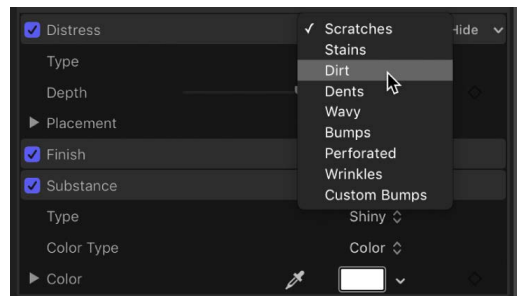 Distress
Hide
Type
Depth
Placement
Finish
Substance
Type
Shiny
Color Type
Color
Color
✓ Scratches
Stains
Dirt
Dents
Wavy
Bumps
Perforated
Wrinkles
Custom Bumps